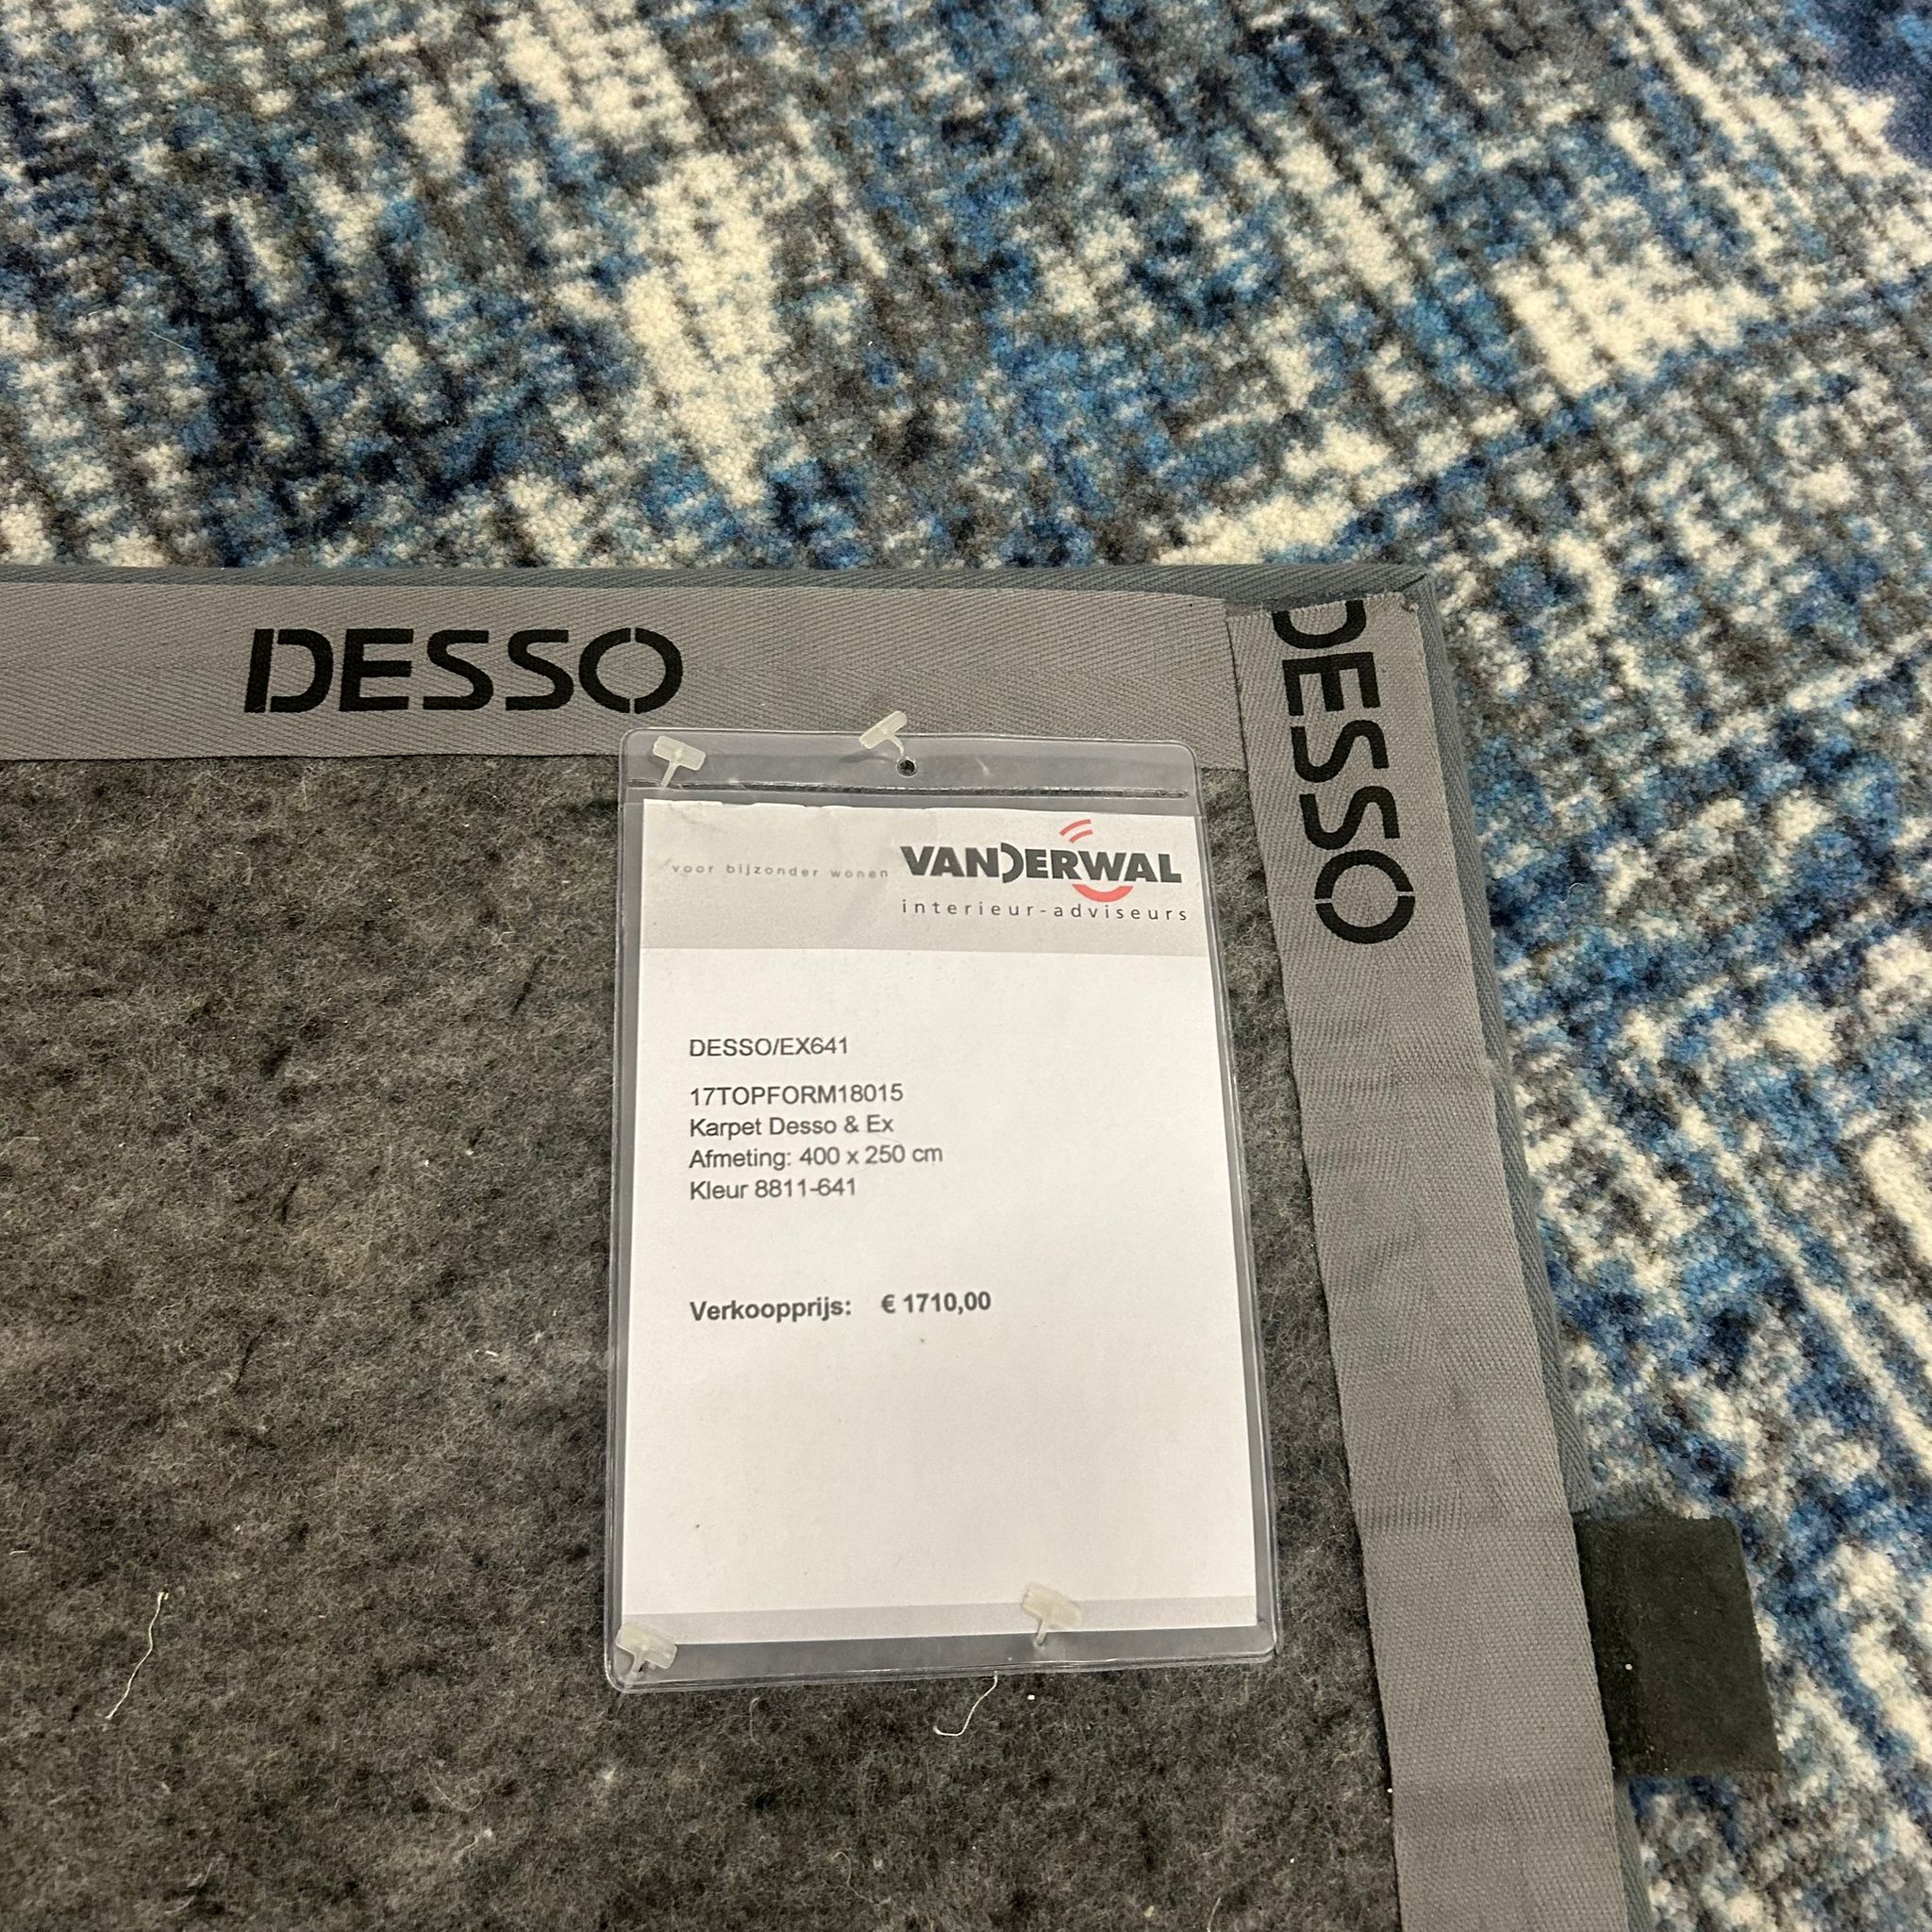 DESSO
DESSO
voor bijzonder wonen
VANDERWAL
interieur-adviseurs
DESSO/EX641
17TOPFORM18015
Karpet Desso & Ex
Afmeting: 400 x 250 cm
Kleur 8811-641
Verkoopprijs: € 1710,00